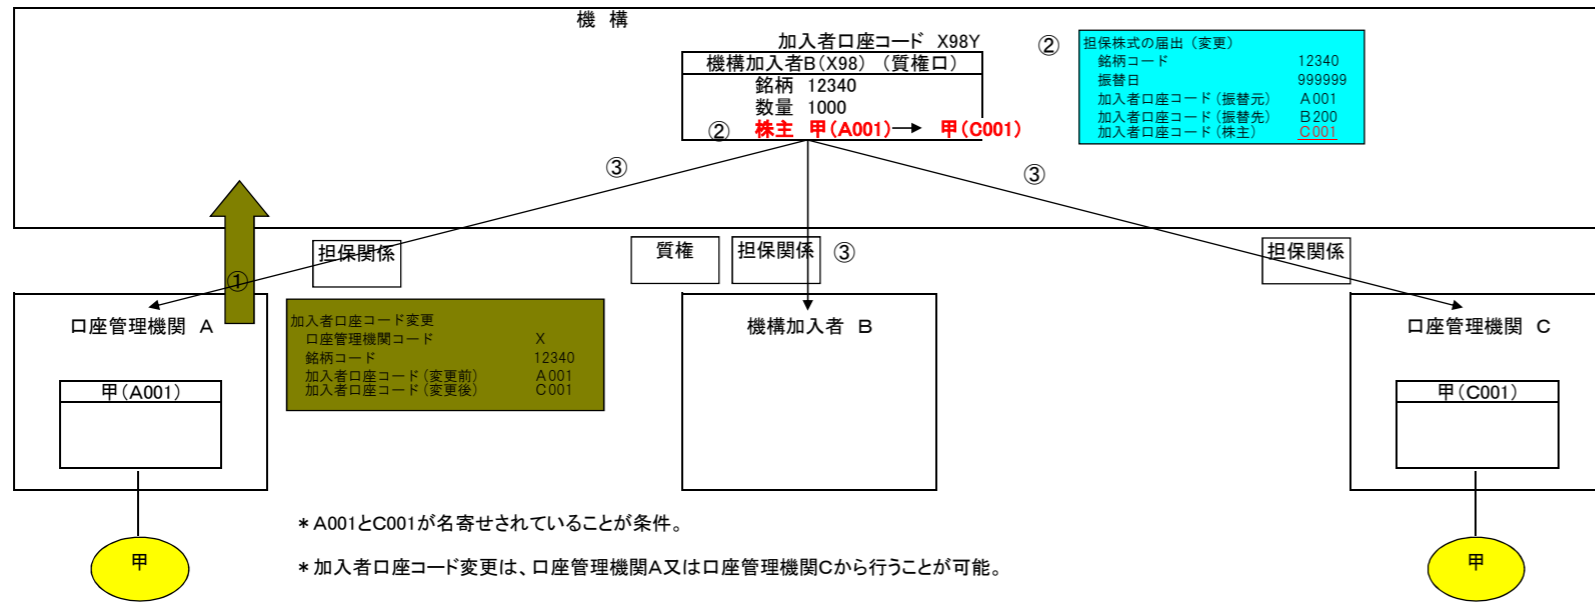 機 構
加入者口座コード X98Y
機構加入者B(X98) (質権口)
銘柄 12340
数量 1000
② 株主 甲(A001)→ 甲(C001)
②
担保株式の届出(変更)
銘柄コード 12340
振替日 999999
加入者口座コード(振替元) A001
加入者口座コード(振替先) B200
加入者口座コード(株主) C001
③
③
①
担保関係
質権
担保関係
③
担保関係
口座管理機関 A
甲(A001)
甲
加入者口座コード変更
口座管理機関コード X
銘柄コード 12340
加入者口座コード(変更前) A001
加入者口座コード(変更後) C001
機構加入者 B
口座管理機関 C
甲(C001)
甲
*A001とC001が名寄せされていることが条件。
*加入者口座コード変更は、口座管理機関A又は口座管理機関Cから行うことが可能。